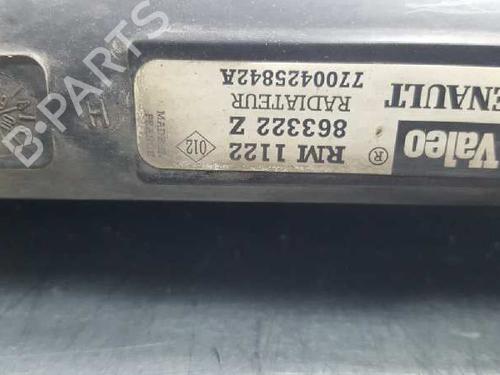 Valeo
RENAULT
®
RM 1122
863322 Z
RADIATEUR
7700425842A
012
B-PARTS